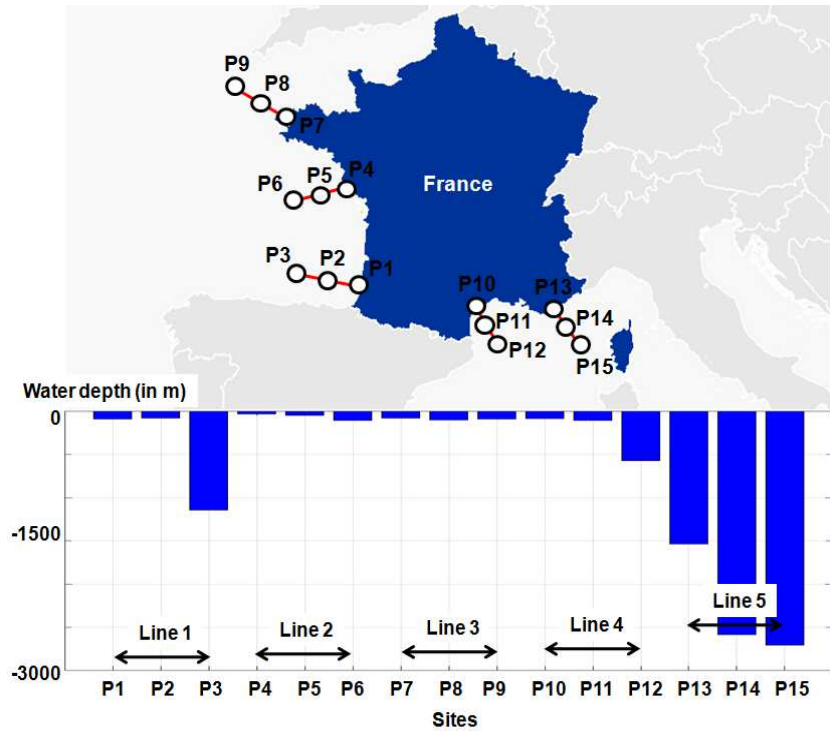 P9
P8
P7
P6
P5
P4
France
P3
P2
P1
P10
P13
P11
P14
P12
P15
Water depth (in m)
0
-1500
-3000
Line 1
Line 2
Line 3
Line 4
Line 5
P1 P2 P3 P4 P5 P6 P7 P8 P9 P10 P11 P12 P13 P14 P15
Sites